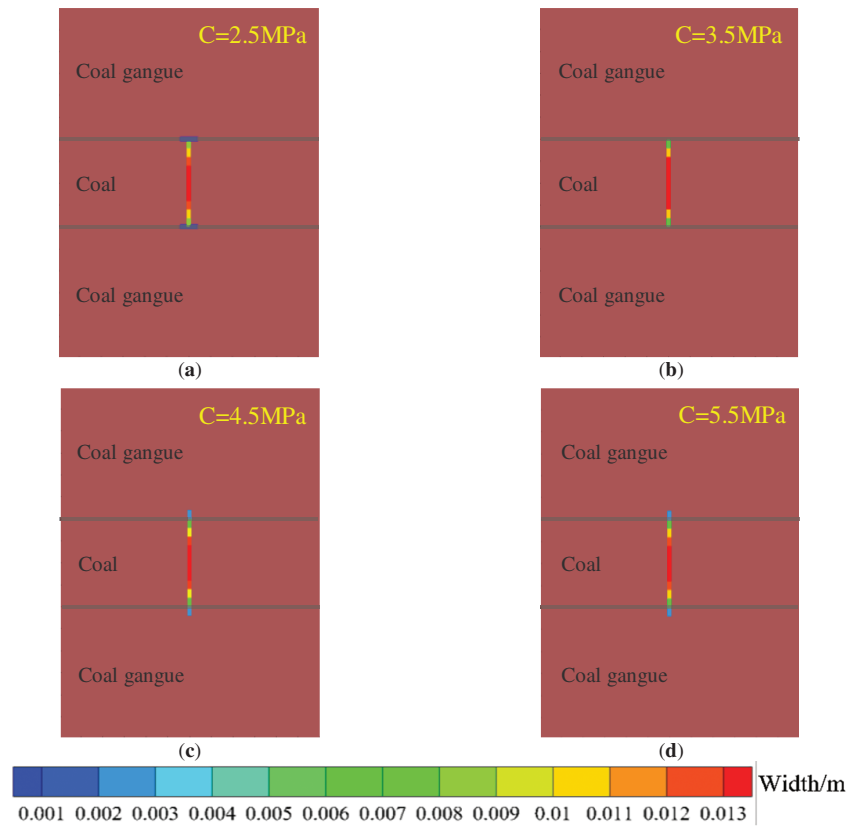 C=2.5MPa
Coal gangue
Coal
Coal gangue
(a)
C=3.5MPa
Coal gangue
Coal
Coal gangue
(b)
C=4.5MPa
Coal gangue
Coal
Coal gangue
(c)
C=5.5MPa
Coal gangue
Coal
Coal gangue
(d)
Width/m
0.001 0.002 0.003 0.004 0.005 0.006 0.007 0.008 0.009 0.01 0.011 0.012 0.013